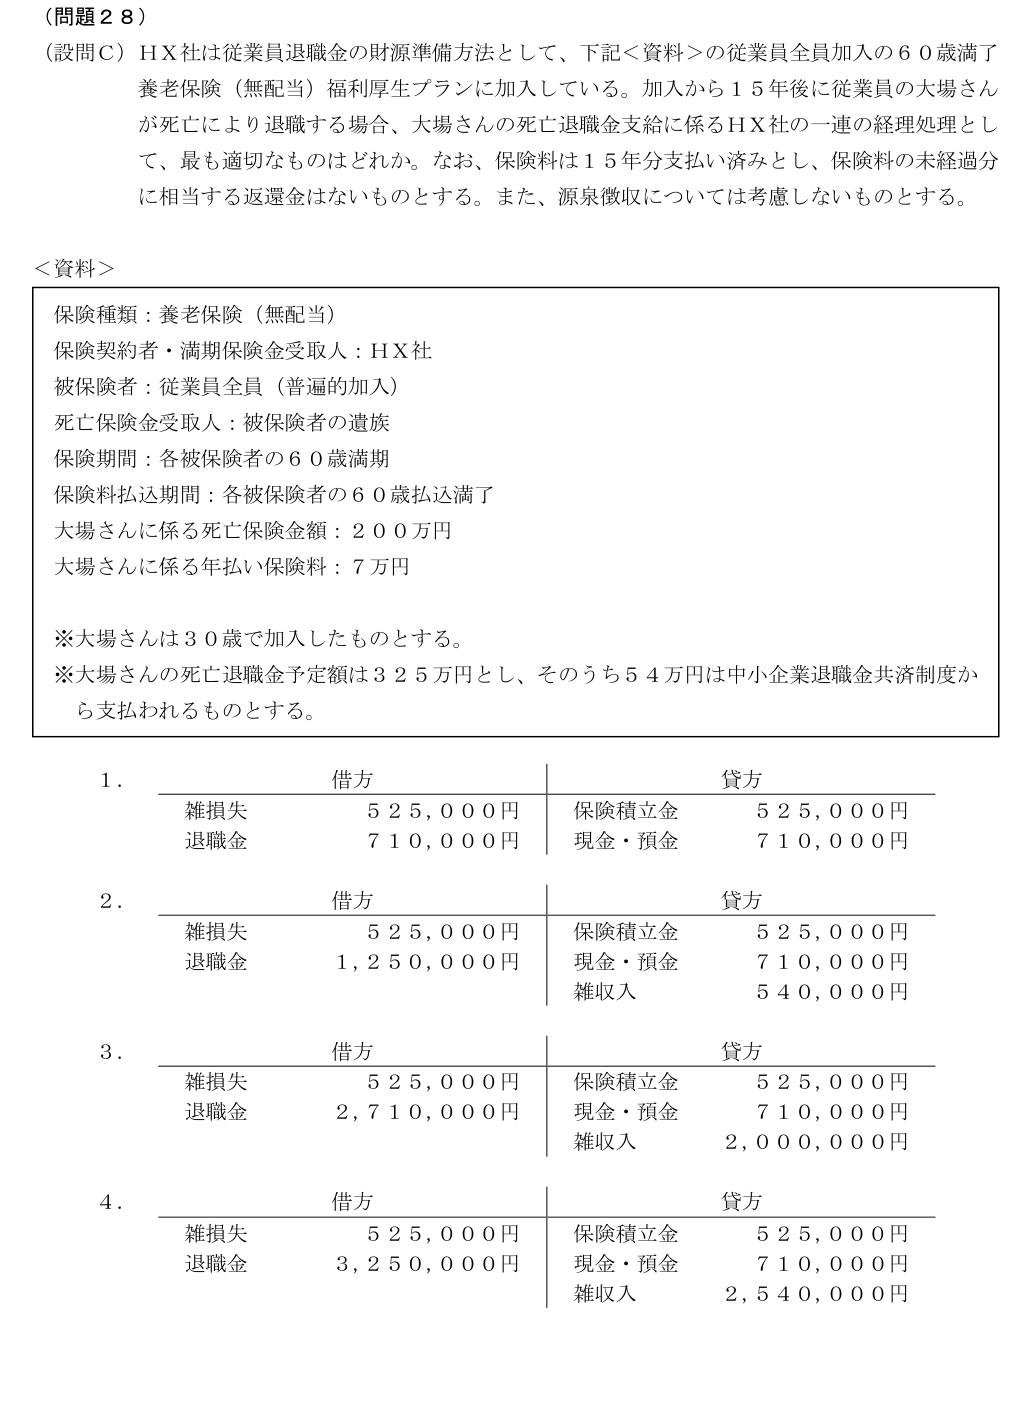 （問題２８）
（設問Ｃ）ＨＸ社は従業員退職金の財源準備方法として、下記＜資料＞の従業員全員加入の６０歳満了
養老保険（無配当）福利厚生プランに加入している。加入から１５年後に従業員の大場さん
が死亡により退職する場合、大場さんの死亡退職金支給に係るＨＸ社の一連の経理処理とし
て、最も適切なものはどれか。なお、保険料は１５年分支払い済みとし、保険料の未経過分
に相当する返還金はないものとする。また、源泉徴収については考慮しないものとする。
＜資料＞
保険種類：養老保険（無配当）
保険契約者・満期保険金受取人：ＨＸ社
被保険者：従業員全員（普遍的加入）
死亡保険金受取人：被保険者の遺族
保険期間：各被保険者の６０歳満期
保険料払込期間：各被保険者の６０歳払込満了
大場さんに係る死亡保険金額：２００万円
大場さんに係る年払い保険料：７万円
※大場さんは３０歳で加入したものとする。
※大場さんの死亡退職金予定額は３２５万円とし、そのうち５４万円は中小企業退職金共済制度か
ら支払われるものとする。
１． 借方 貸方
雑損失 ５２５,０００円 保険積立金 ５２５,０００円
退職金 ７１０,０００円 現金・預金 ７１０,０００円
２． 借方 貸方
雑損失 ５２５,０００円 保険積立金 ５２５,０００円
退職金 １,２５０,０００円 現金・預金 ７１０,０００円
雑収入 ５４０,０００円
３． 借方 貸方
雑損失 ５２５,０００円 保険積立金 ５２５,０００円
退職金 ２,７１０,０００円 現金・預金 ７１０,０００円
雑収入 ２,０００,０００円
４． 借方 貸方
雑損失 ５２５,０００円 保険積立金 ５２５,０００円
退職金 ３,２５０,０００円 現金・預金 ７１０,０００円
雑収入 ２,５４０,０００円